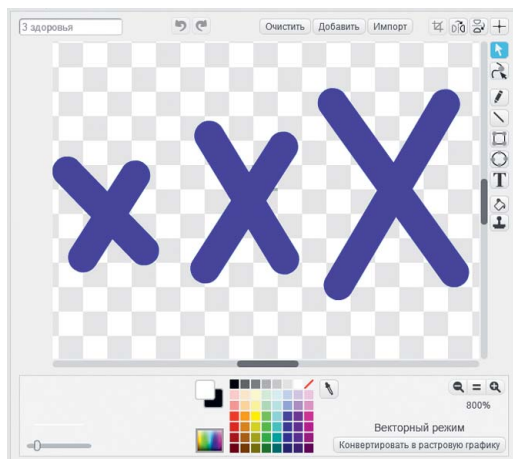 3 здоровья
Очистить Добавить Импорт
T
800%
Векторный режим
Конвертировать в растровую графику